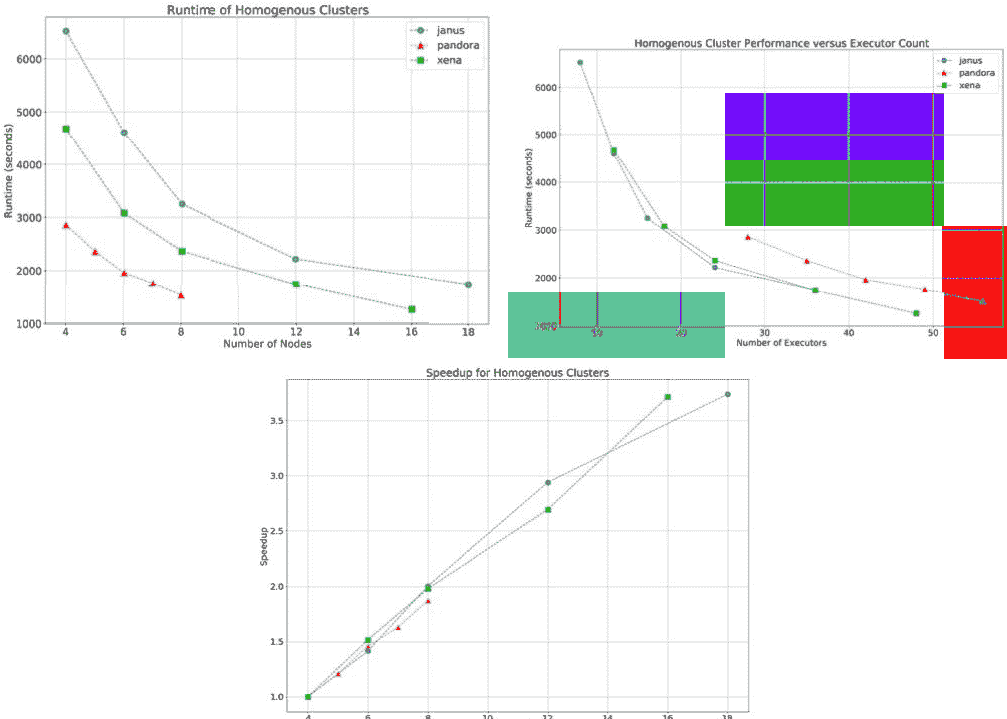 Runtime of Homogenous Clusters
janus
pandora
xena
6000
5000
4000
3000
2000
1000
Runtime (seconds)
4
6
8
10
12
14
16
18
Number of Nodes
Homogenous Cluster Performance versus Executor Count
janus
pandora
xena
6000
5000
4000
3000
2000
Runtime (seconds)
30
40
50
Number of Executors
Speedup for Homogenous Clusters
3.5
3.0
2.5
2.0
1.5
1.0
Speedup
4
6
8
10
12
14
16
18